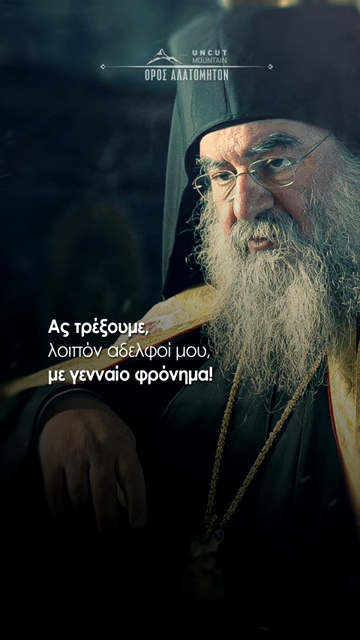 UNCUT
MOUNTAIN
ΟΡΟΣ ΑΛΑΤΟΜΗΤΟΝ
Ας τρέξουμε,
λοιπόν αδελφοί μου,
με γενναίο φρόνημα!